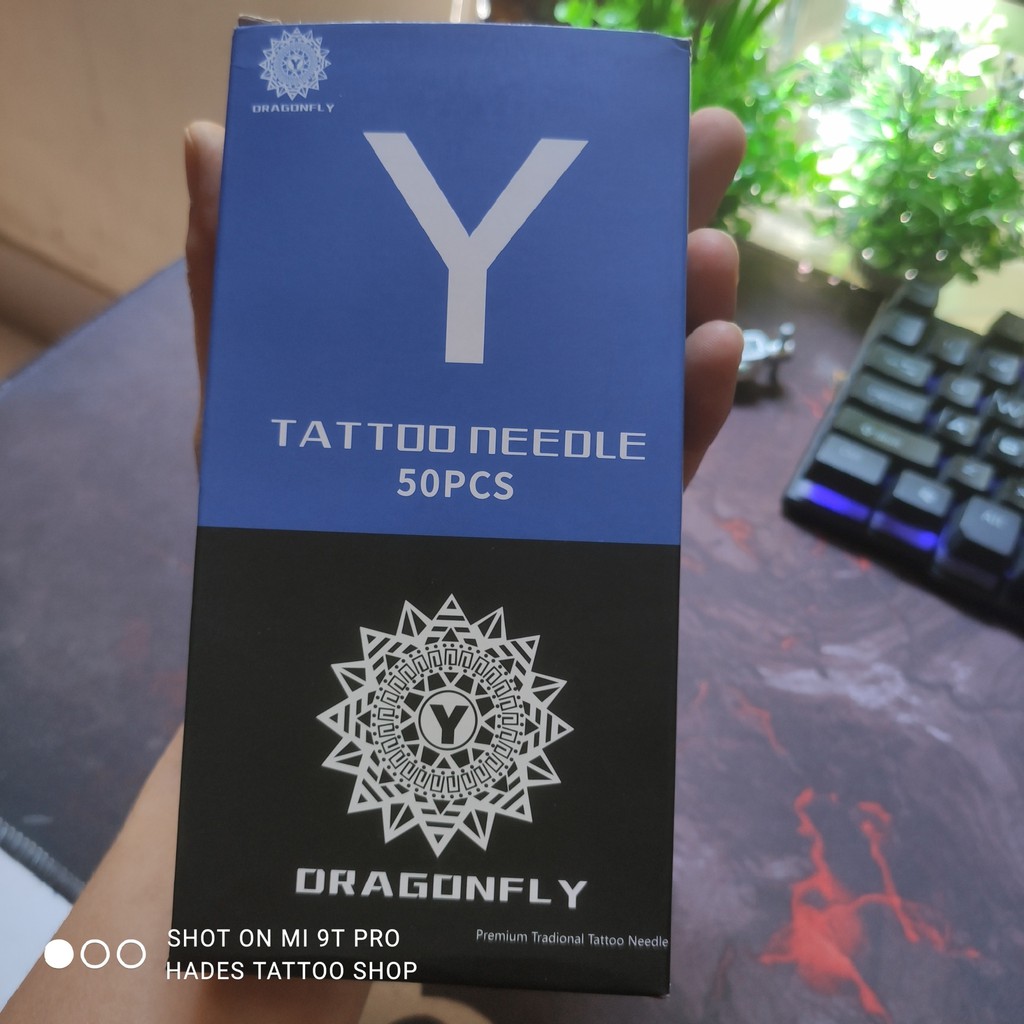 Y
DRAGONFLY
Y
TATTOO NEEDLE
50PCS
Y
DRAGONFLY
Premium Tradional Tattoo Needle
SHOT ON MI 9T PRO
HADES TATTOO SHOP